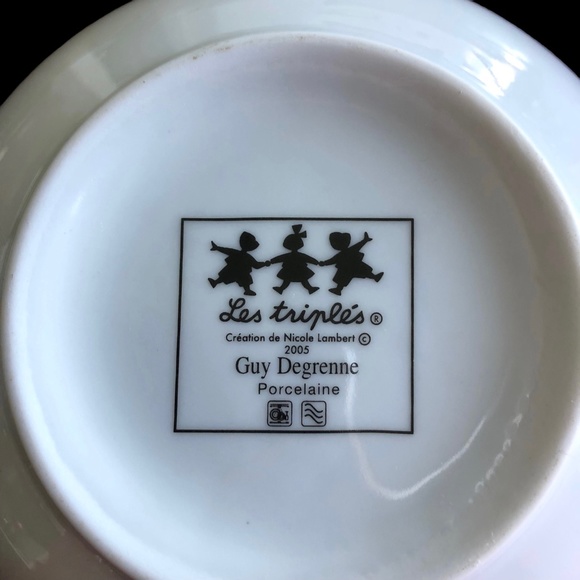 Les triplés ®
Création de Nicole Lambert ©
2005
Guy Degrenne
Porcelaine